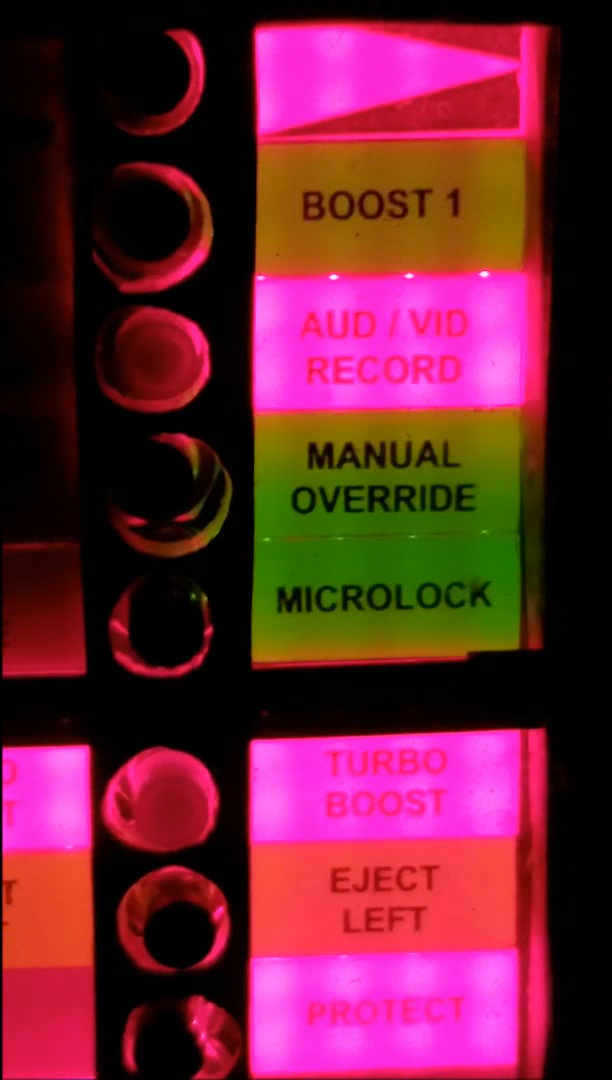 BOOST 1
AUD / VID
RECORD
MANUAL
OVERRIDE
MICROLOCK
TURBO
BOOST
EJECT
LEFT
PROTECT